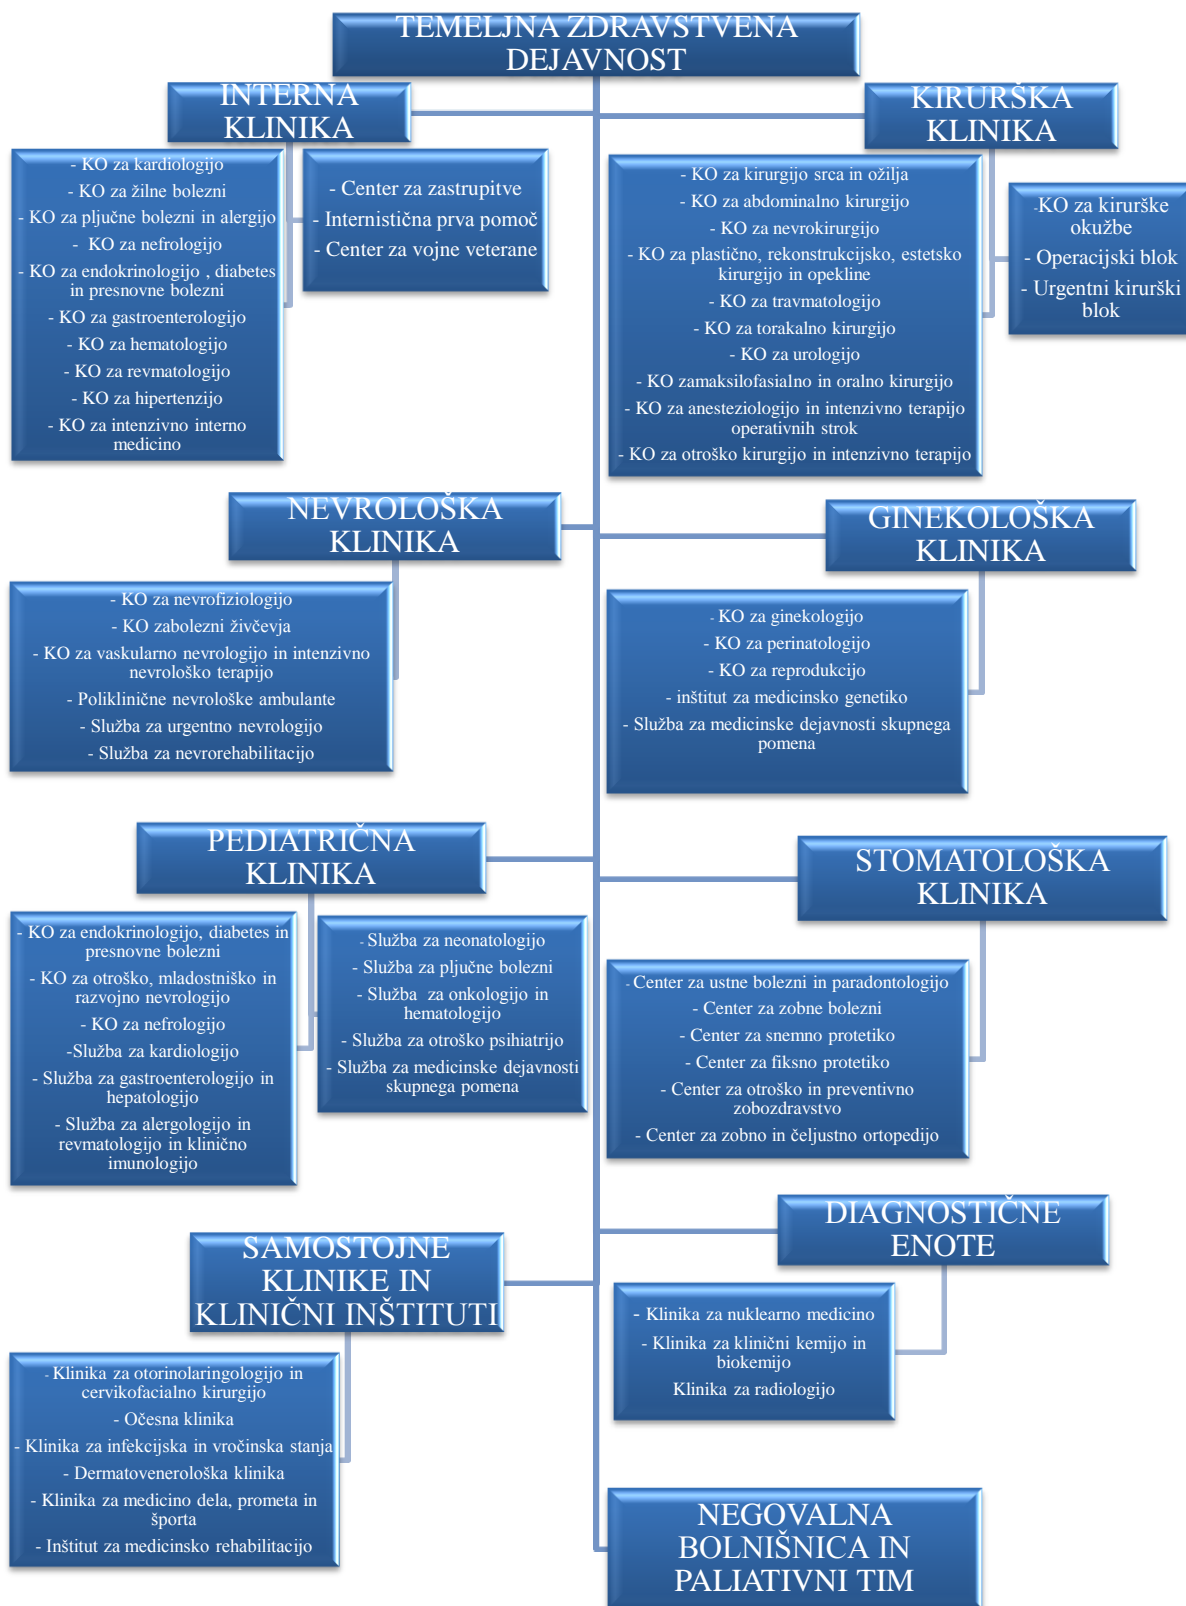 TEMELJNA ZDRAVSTVENA
DEJAVNOST
INTERNA
KLINIKA
- KO za kardiologijo
- KO za žilne bolezni
- KO za pljučne bolezni in alergijo
- KO za nefrologijo
- KO za endokrinologijo , diabetes
in presnovne bolezni
- KO za gastroenterologijo
- KO za hematologijo
- KO za revmatologijo
- KO za hipertenzijo
- KO za intenzivno interno
medicino
- Center za zastrupitve
- Internistična prva pomoč
- Center za vojne veterane
KIRURŠKA
KLINIKA
- KO za kirurgijo srca in ožilja
- KO za abdominalno kirurgijo
- KO za nevrokirurgijo
- KO za plastično, rekonstrukcijsko, estetsko
kirurgijo in opekline
- KO za travmatologijo
- KO za torakalno kirurgijo
- KO za urologijo
- KO zamaksilofasialno in oralno kirurgijo
- KO za anesteziologijo in intenzivno terapijo
operativnih strok
- KO za otroško kirurgijo in intenzivno terapijo
-KO za kirurške
okužbe
- Operacijski blok
- Urgentni kirurški
blok
NEVROLOŠKA
KLINIKA
- KO za nevrofiziologijo
- KO zabolezni živčevja
- KO za vaskularno nevrologijo in intenzivno
nevrološko terapijo
- Poliklinične nevrološke ambulante
- Služba za urgentno nevrologijo
- Služba za nevrorehabilitacijo
GINEKOLOŠKA
KLINIKA
- KO za ginekologijo
- KO za perinatologijo
- KO za reprodukcijo
- inštitut za medicinsko genetiko
- Služba za medicinske dejavnosti skupnega
pomena
PEDIATRIČNA
KLINIKA
- KO za endokrinologijo, diabetes in
presnovne bolezni
- KO za otroško, mladostniško in
razvojno nevrologijo
- KO za nefrologijo
-Služba za kardiologijo
- Služba za gastroenterologijo in
hepatologijo
- Služba za alergologijo in
revmatologijo in klinično
imunologijo
- Služba za neonatologijo
- Služba za pljučne bolezni
- Služba za onkologijo in
hematologijo
- Služba za otroško psihiatrijo
- Služba za medicinske dejavnosti
skupnega pomena
STOMATOLOŠKA
KLINIKA
- Center za ustne bolezni in paradontologijo
- Center za zobne bolezni
- Center za snemno protetiko
- Center za fiksno protetiko
- Center za otroško in preventivno
zobozdravstvo
- Center za zobno in čeljustno ortopedijo
SAMOSTOJNE
KLINIKE IN
KLINIČNI INŠTITUTI
- Klinika za otorinolaringologijo in
cervikofacialno kirurgijo
- Očesna klinika
- Klinika za infekcijska in vročinska stanja
- Dermatovenerološka klinika
- Klinika za medicino dela, prometa in
športa
- Inštitut za medicinsko rehabilitacijo
DIAGNOSTIČNE
ENOTE
- Klinika za nuklearno medicino
- Klinika za klinični kemijo in
biokemijo
Klinika za radiologijo
NEGOVALNA
BOLNIŠNICA IN
PALIATIVNI TIM